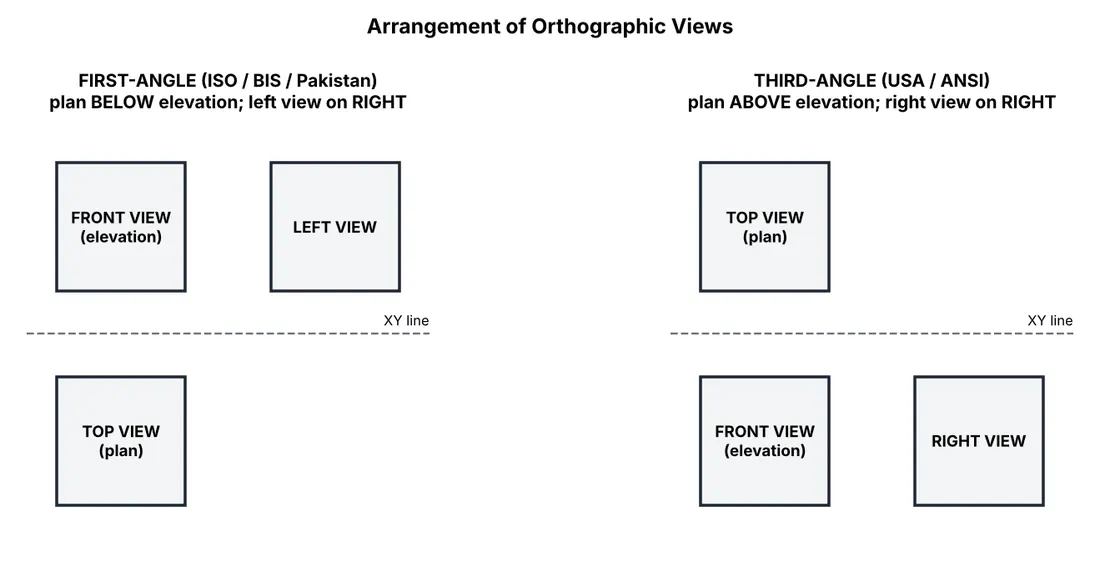 Arrangement of Orthographic Views
FIRST-ANGLE (ISO / BIS / Pakistan)
plan BELOW elevation; left view on RIGHT
FRONT VIEW
(elevation)
LEFT VIEW
XY line
TOP VIEW
(plan)
THIRD-ANGLE (USA / ANSI)
plan ABOVE elevation; right view on RIGHT
TOP VIEW
(plan)
XY line
FRONT VIEW
(elevation)
RIGHT VIEW